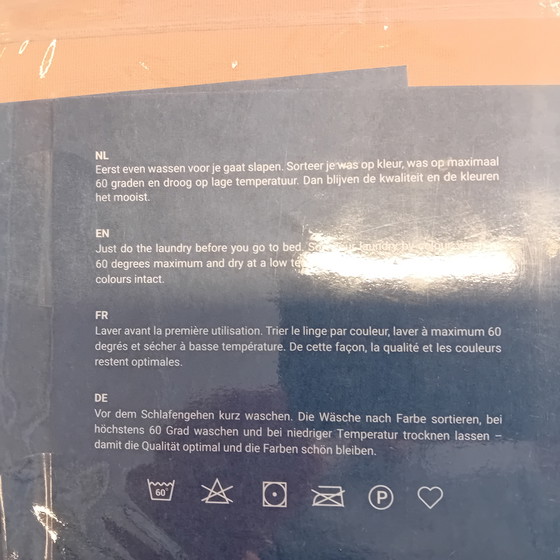 NL
Eerst even wassen voor je gaat slapen. Sorteer je was op kleur, was op maximaal
60 graden en droog op lage temperatuur. Dan blijven de kwaliteit en de kleuren
het mooist.
EN
Just do the laundry before you go to bed. laundry by
60 degrees maximum and dry at a low
colours intact.
FR
Laver avant la première utilisation. Trier le linge par couleur, laver à maximum 60
degrés et sécher à basse température. De cette façon, la qualité et les couleurs
restent optimales.
DE
Vor dem Schlafengehen kurz waschen. Die Wäsche nach Farbe sortieren, bei
höchstens 60 Grad waschen und bei niedriger Temperatur trocknen lassen –
damit die Qualität optimal und die Farben schön bleiben.
60° P